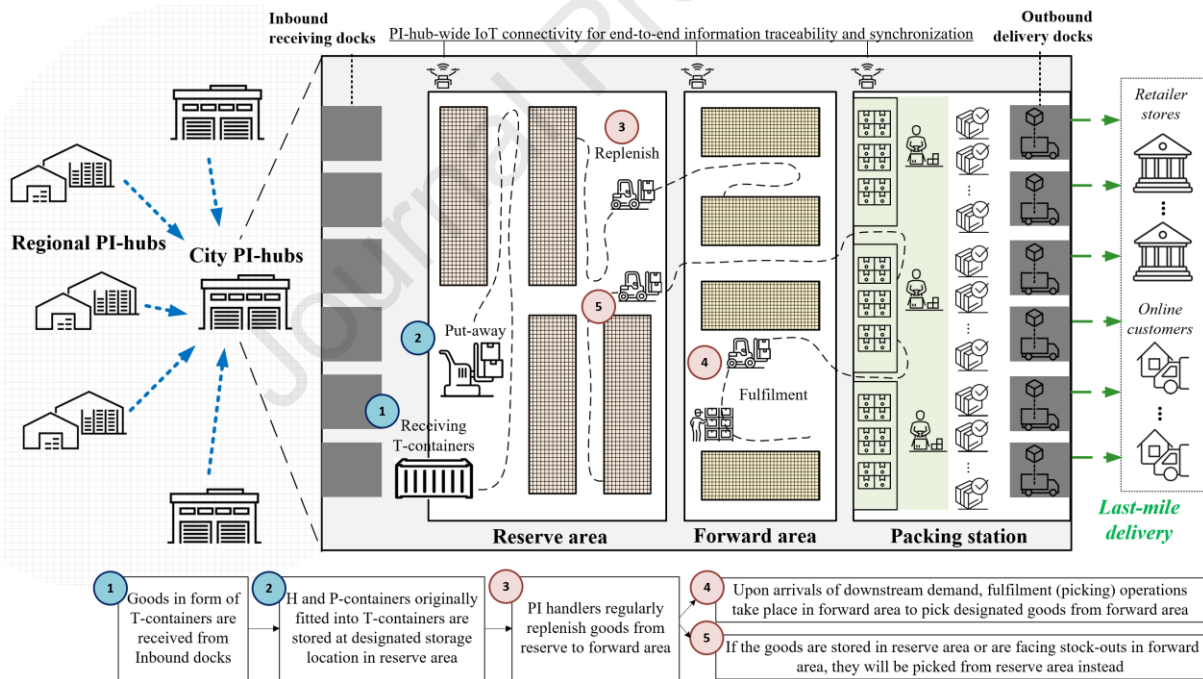 Inbound
receiving docks
PI-hub-wide IoT connectivity for end-to-end information traceability and synchronization
Outbound
delivery docks
Journal Pr
Regional PI-hubs
City PI-hubs
3
Replenish
5
2
Put-away
1
Receiving
T-containers
4
Fulfilment
Retailer
stores
Online
customers
Last-mile
delivery
Reserve area
Forward area
Packing station
1
Goods in form of
T-containers are
received from
Inbound docks
2
H and P-containers originally
fitted into T-containers are
stored at designated storage
location in reserve area
3
PI handlers regularly
replenish goods from
reserve to forward area
4
Upon arrivals of downstream demand, fulfilment (picking) operations
take place in forward area to pick designated goods from forward area
5
If the goods are stored in reserve area or are facing stock-outs in forward
area, they will be picked from reserve area instead